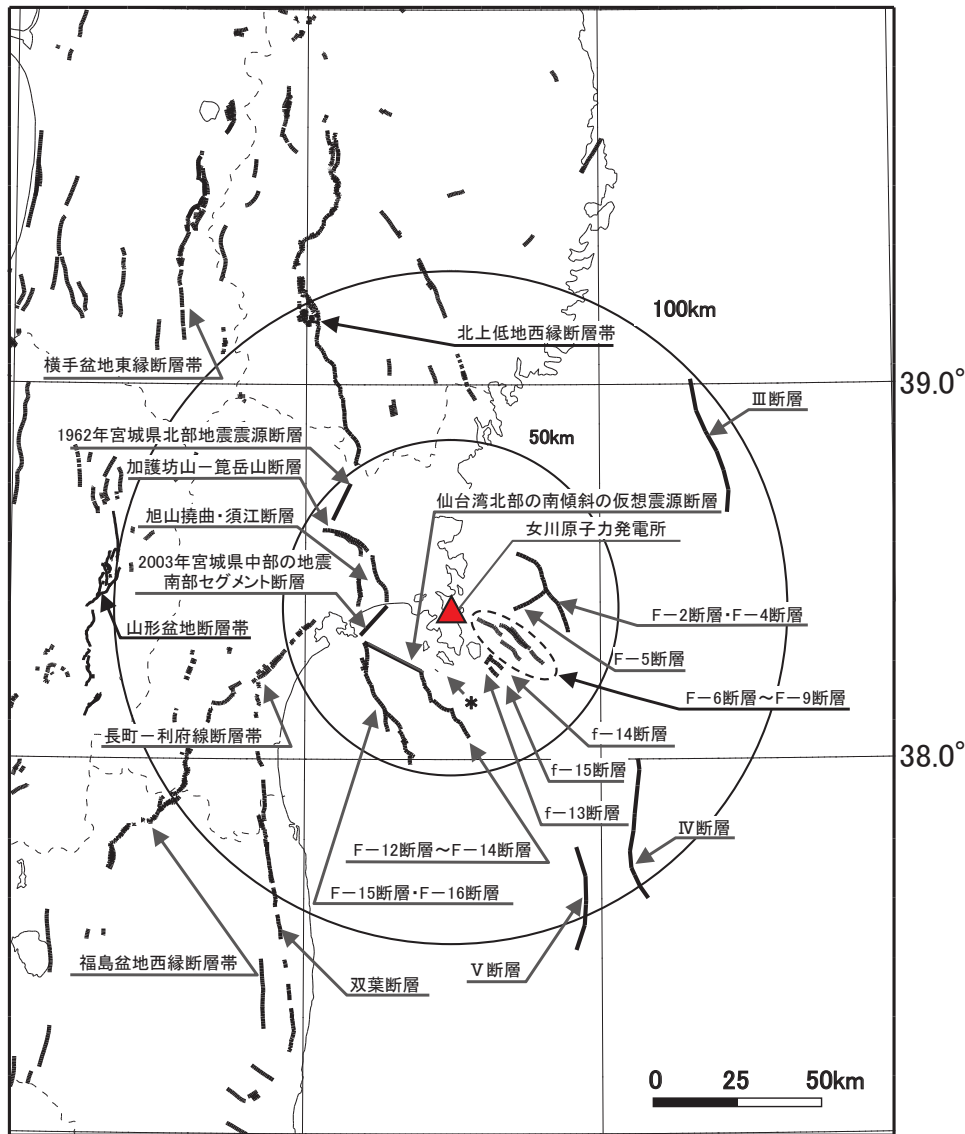 100km
北上低地西縁断層帯
横手盆地東縁断層帯
39.0°
Ⅲ断層
50km
1962年宮城県北部地震震源断層
加護坊山－箟岳山断層
仙台湾北部の南傾斜の仮想震源断層
旭山撓曲・須江断層
女川原子力発電所
2003年宮城県中部の地震
南部セグメント断層
F－2断層・F－4断層
山形盆地断層帯
F－5断層
F－6断層～F－9断層
*
長町－利府線断層帯
f－14断層
38.0°
f－15断層
f－13断層
Ⅳ断層
F－12断層～F－14断層
F－15断層・F－16断層
福島盆地西縁断層帯
Ⅴ断層
双葉断層
0 25 50km